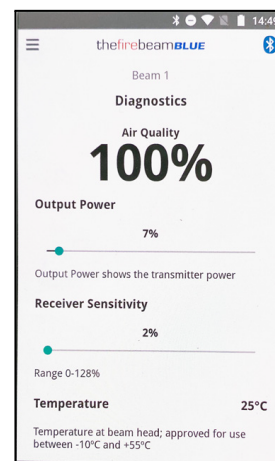 14:49
thefirebeamBLUE
Beam 1
Diagnostics
Air Quality
100%
Output Power
7%
Output Power shows the transmitter power
Receiver Sensitivity
2%
Range 0-128%
Temperature 25°C
Temperature at beam head; approved for use
between -10°C and +55°C